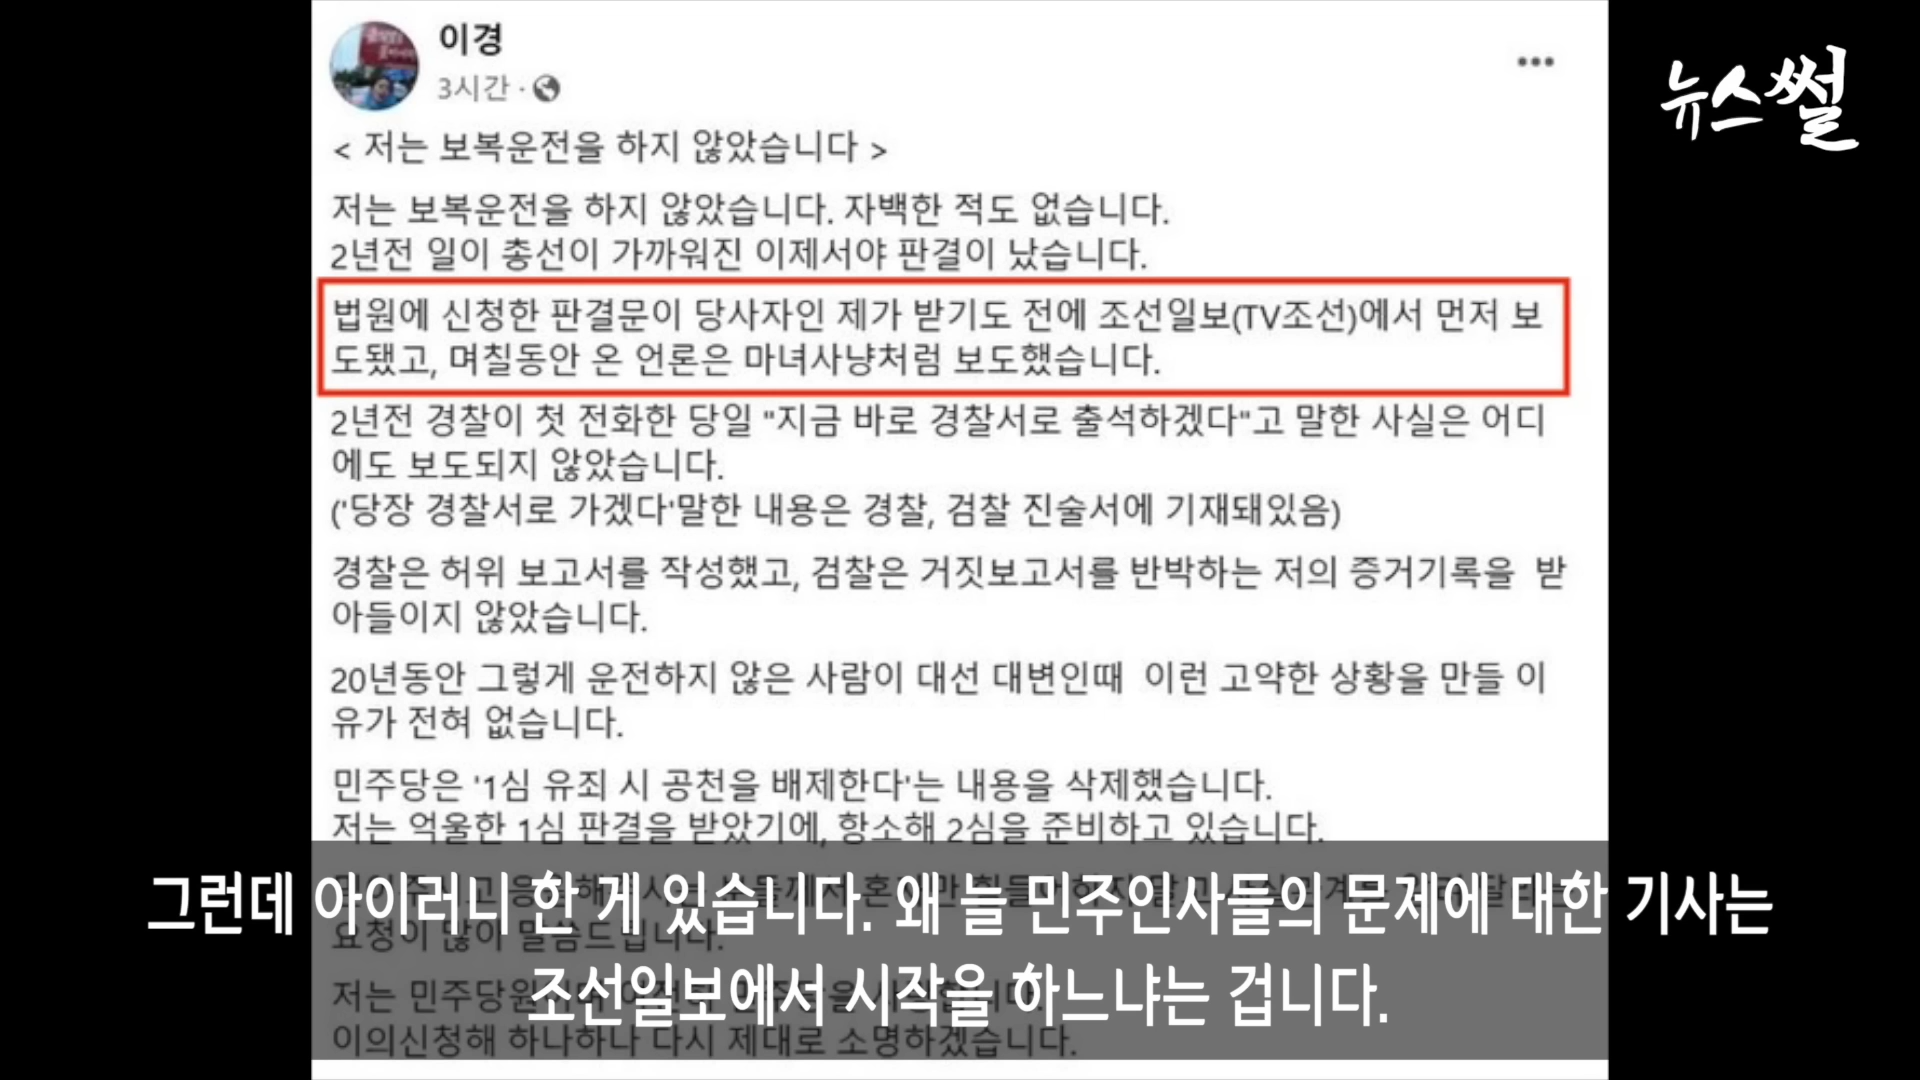 이경
3시간
뉴스썰
< 저는 보복운전을 하지 않았습니다 >
저는 보복운전을 하지 않았습니다. 자백한 적도 없습니다.
2년전 일이 총선이 가까워진 이제서야 판결이 났습니다.
법원에 신청한 판결문이 당사자인 제가 받기도 전에 조선일보(TV조선)에서 먼저 보
도됐고, 며칠동안 온 언론은 마녀사냥처럼 보도했습니다.
2년전 경찰이 첫 전화한 당일 "지금 바로 경찰서로 출석하겠다"고 말한 사실은 어디
에도 보도되지 않았습니다.
('당장 경찰서로 가겠다'말한 내용은 경찰, 검찰 진술서에 기재돼있음)
경찰은 허위 보고서를 작성했고, 검찰은 거짓보고서를 반박하는 저의 증거기록을 받
아들이지 않았습니다.
20년동안 그렇게 운전하지 않은 사람이 대선 대변인때 이런 고약한 상황을 만들 이
유가 전혀 없습니다.
민주당은 '1심 유죄 시 공천을 배제한다'는 내용을 삭제했습니다.
저는 억울한 1심 판결을 받았기에, 항소해 2심을 준비하고 있습니다.
요청이 많이 말씀드립니다.
저는
이의신청해 하나하나 다시 제대로 소명하겠습니다.
그런데 아이러니 한 게 있습니다. 왜 늘 민주인사들의 문제에 대한 기사는
조선일보에서 시작을 하느냐는 겁니다.